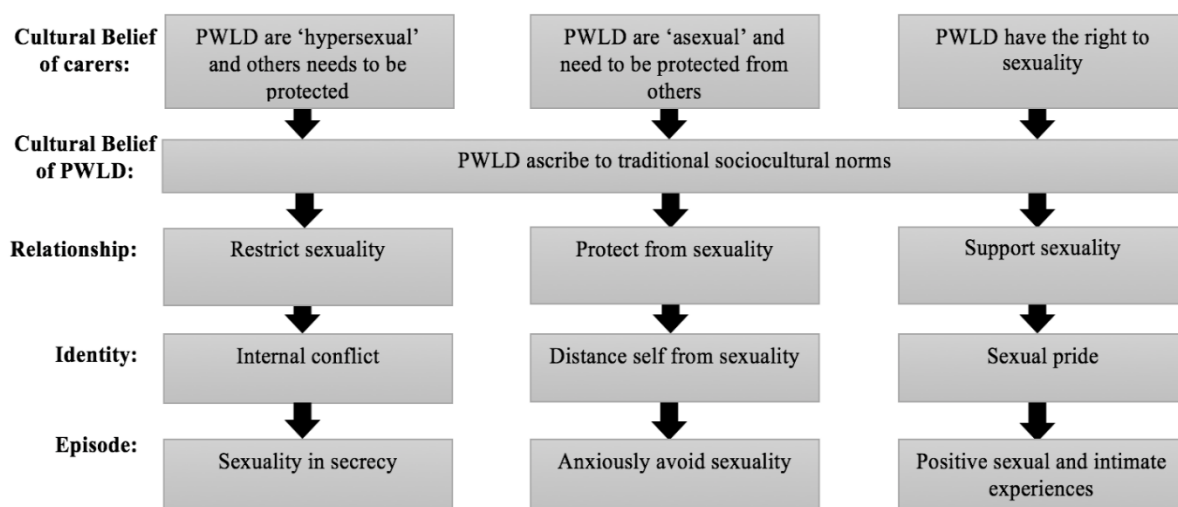 Cultural Belief
of carers:
PWLD are ‘hypersexual’
and others needs to be
protected
PWLD are ‘asexual’ and
need to be protected from
others
PWLD have the right to
sexuality
Cultural Belief
of PWLD:
PWLD ascribe to traditional sociocultural norms
Relationship:
Restrict sexuality
Protect from sexuality
Support sexuality
Identity:
Internal conflict
Distance self from sexuality
Sexual pride
Episode:
Sexuality in secrecy
Anxiously avoid sexuality
Positive sexual and intimate
experiences